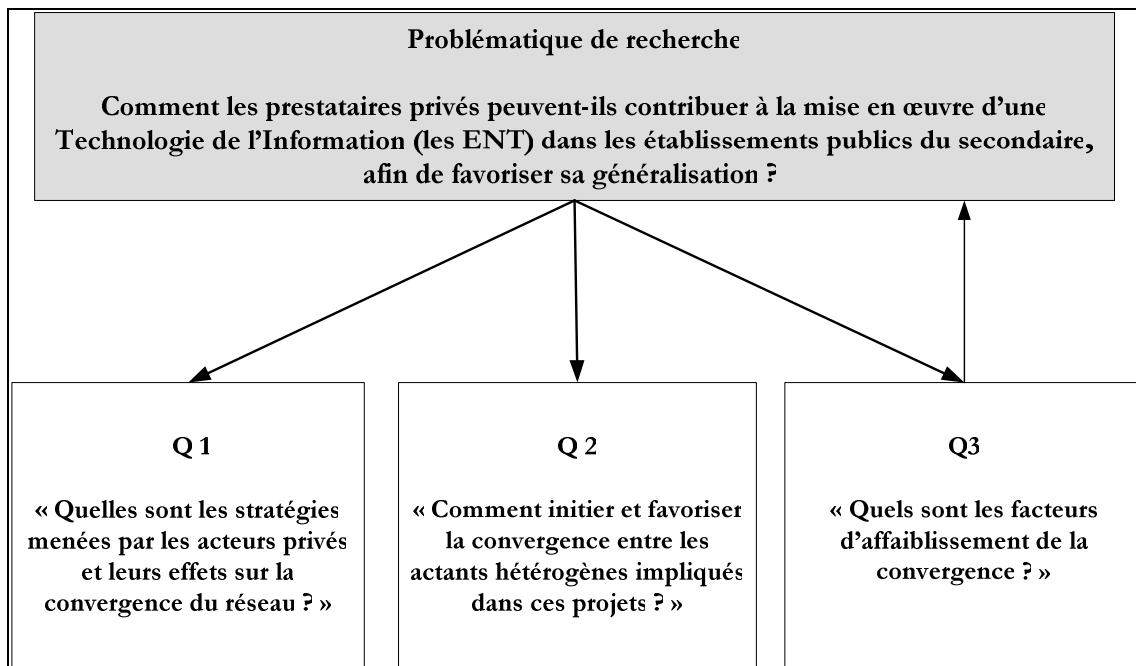 Problématique de recherche
Comment les prestataires privés peuvent-ils contribuer à la mise en œuvre d’une
Technologie de l’Information (les ENT) dans les établissements publics du secondaire,
afin de favoriser sa généralisation ?
Q 1
« Quelles sont les stratégies
menées par les acteurs privés
et leurs effets sur la
convergence du réseau ? »
Q 2
« Comment initier et favoriser
la convergence entre les
actants hétérogènes impliqués
dans ces projets ? »
Q3
« Quels sont les facteurs
d’affaiblissement de la
convergence ? »